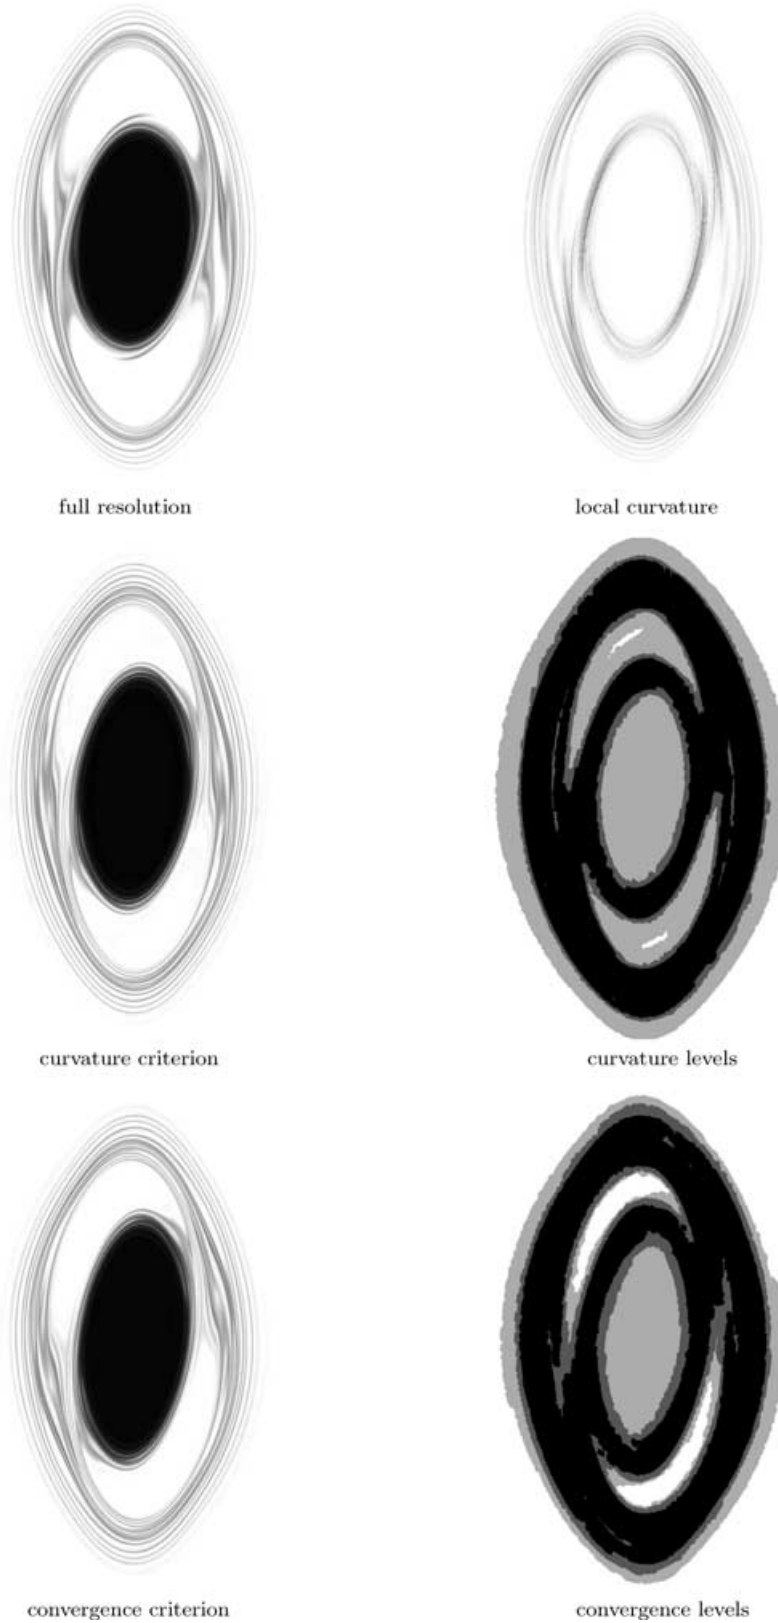 full resolution
local curvature
curvature criterion
curvature levels
convergence criterion
convergence levels